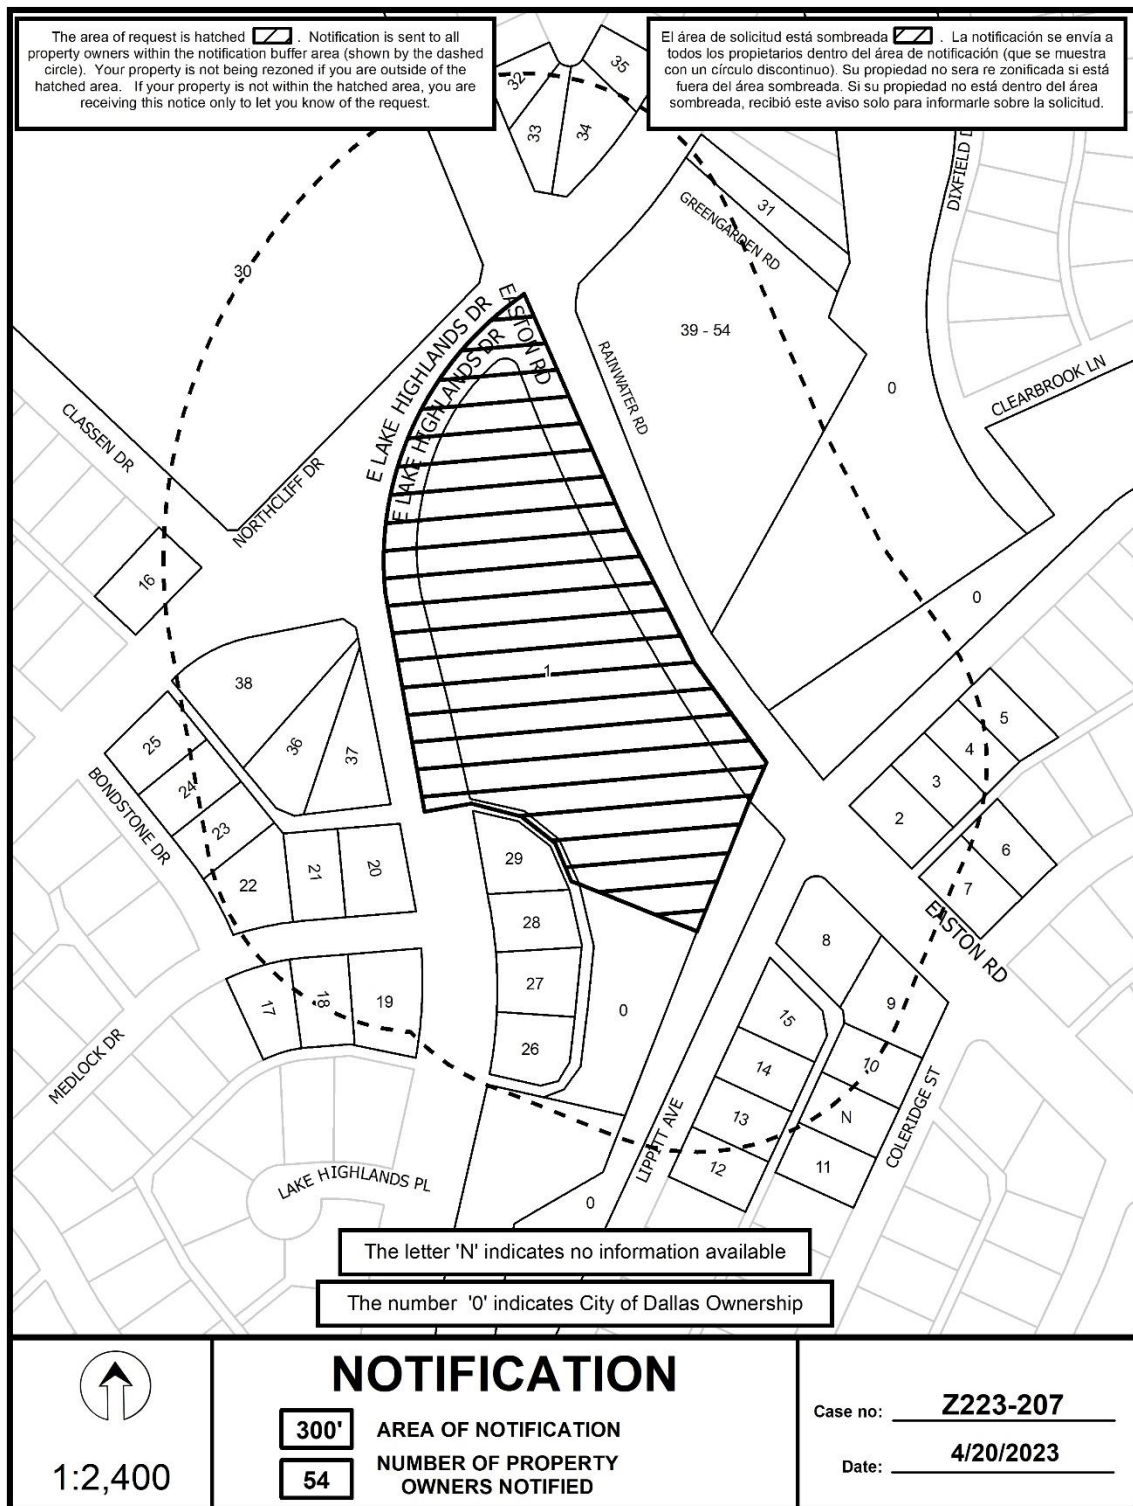 The area of request is hatched . Notification is sent to all
property owners within the notification buffer area (shown by the dashed
circle). Your property is not being rezoned if you are outside of the
hatched area. If your property is not within the hatched area, you are
receiving this notice only to let you know of the request.
El área de solicitud está sombreada . La notificación se envía a
todos los propietarios dentro del área de notificación (que se muestra
con un círculo discontinuo). Su propiedad no sera re zonificada si está
fuera del área sombreada. Si su propiedad no está dentro del área
sombreada, recibió este aviso solo para informarle sobre la solicitud.
32
33
34
35
31
GREENGARDEN RD
DIXFIELD D
30
39 - 54
0
EASTON RD
E LAKE HIGHLANDS DR
E LAKE HIGHLANDS DR
RAINWATER RD
CLEARBROOK LN
CLASSEN DR
NORTHCLIFF DR
16
0
1
38
36
37
25
24
23
22
21
20
BONDSTONE DR
5
4
3
2
6
7
EASTON RD
29
28
27
26
0
8
9
10
N
11
15
14
13
12
17
18
19
MEDLOCK DR
LIPPITT AVE
COLERIDGE ST
LAKE HIGHLANDS PL
0
The letter 'N' indicates no information available
The number '0' indicates City of Dallas Ownership
1:2,400
NOTIFICATION
300' AREA OF NOTIFICATION
54 NUMBER OF PROPERTY
OWNERS NOTIFIED
Case no: Z223-207
Date: 4/20/2023